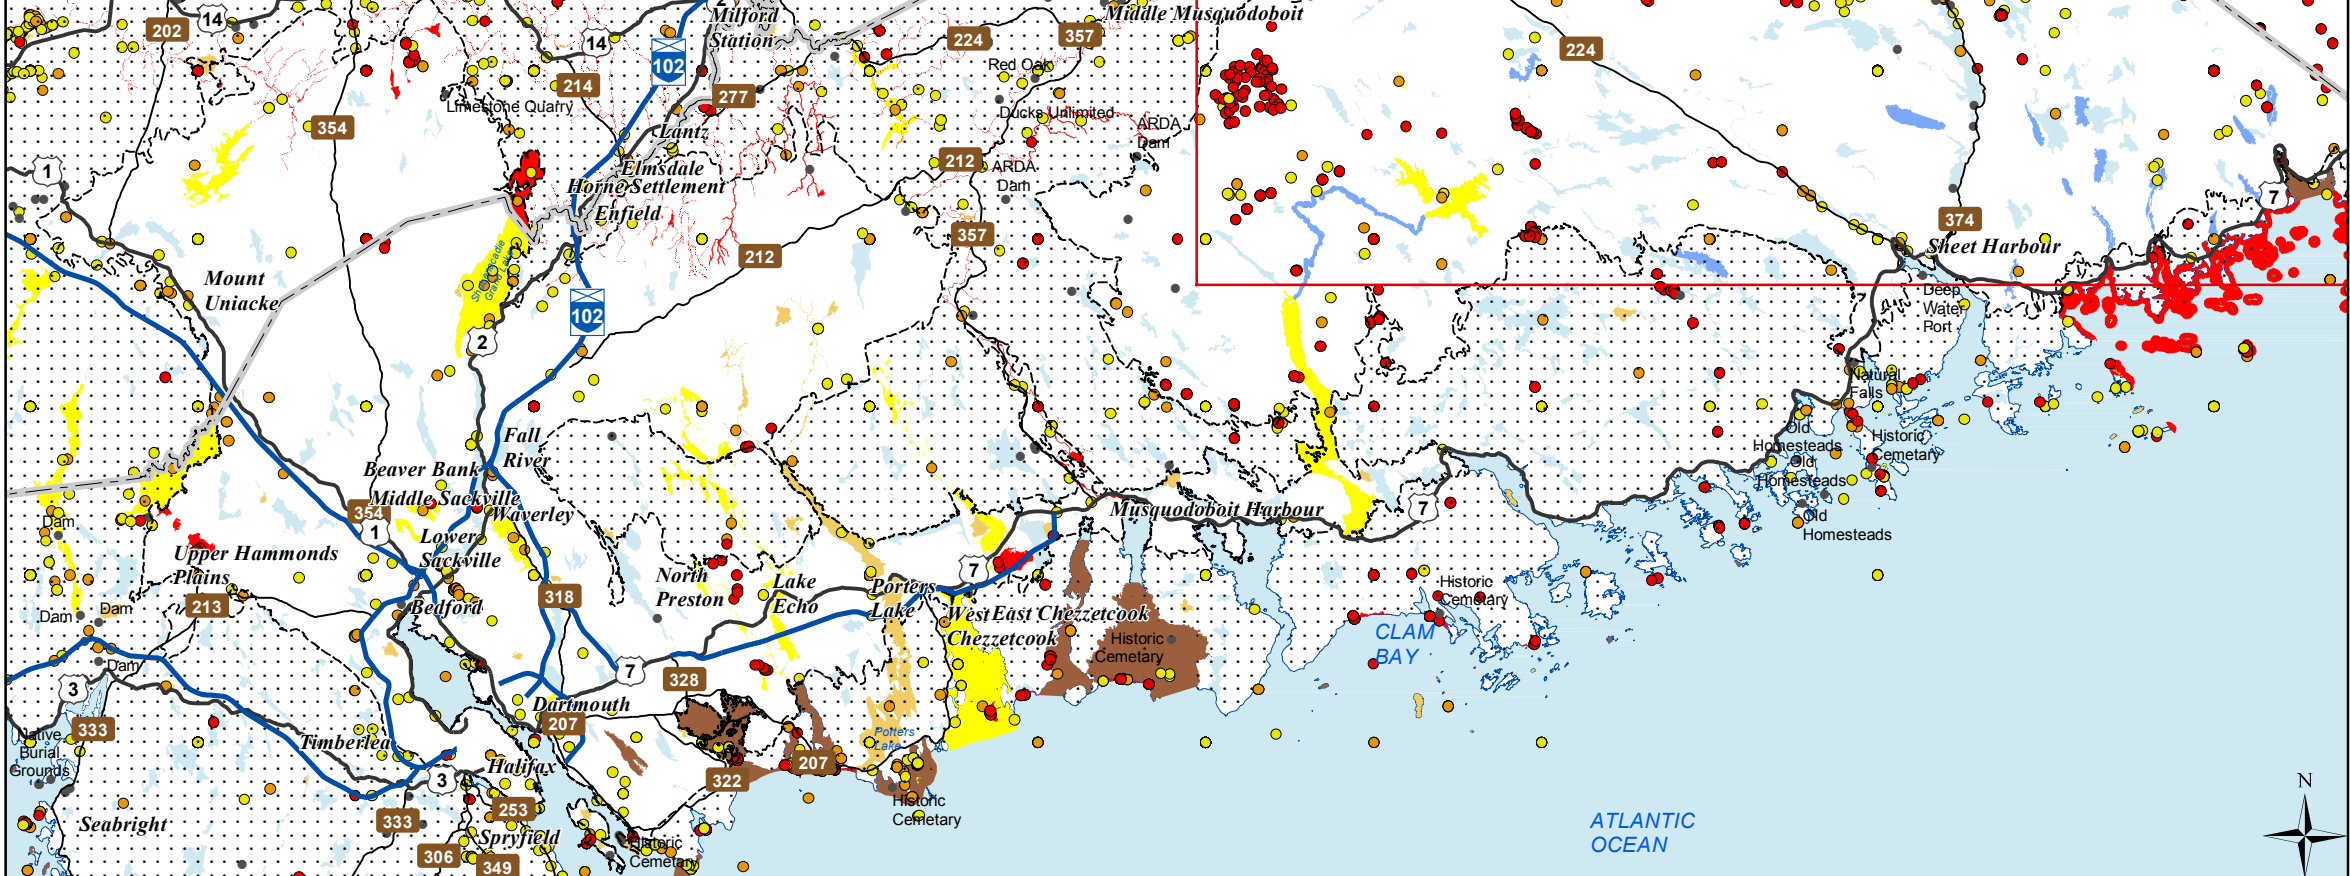 Middle Musquodoboit
2
Milford
Station
14
202
14
102
224
357
224
Red Oak
214
277
Limestone Quarry
Ducks Unlimited
ARDA
Dam
354
Lantz
212
ARDA
Dam
1
Elmsdale
Horne Settlement
Enfield
7
374
357
212
Sheet Harbour
Mount
Uniacke
Shubenacadie
Grand Lake
102
Deep
Water
Port
2
Natural
Falls
Fall
River
Old
Homesteads
Historic
Cemetary
Beaver Bank
Old
Homesteads
Middle Sackville
354
Waverley
Musquodoboit Harbour
7
Old
Homesteads
Dam
1
Lower
Sackville
Upper Hammonds
Plains
7
North
Preston
Lake
Echo
Porters
Lake
Historic
Cemetary
213
Bedford
318
Dam
Dam
West
Chezzetcook
East Chezzetcook
CLAM
BAY
Historic
Cemetary
Dam
7
328
3
Dartmouth
207
333
Native
Burial
Grounds
Timberlea
Porters
Lake
207
Halifax
3
322
N
Historic
Cemetary
253
333
Seabright
Spryfield
ATLANTIC
OCEAN
Historic
Cemetary
306
349